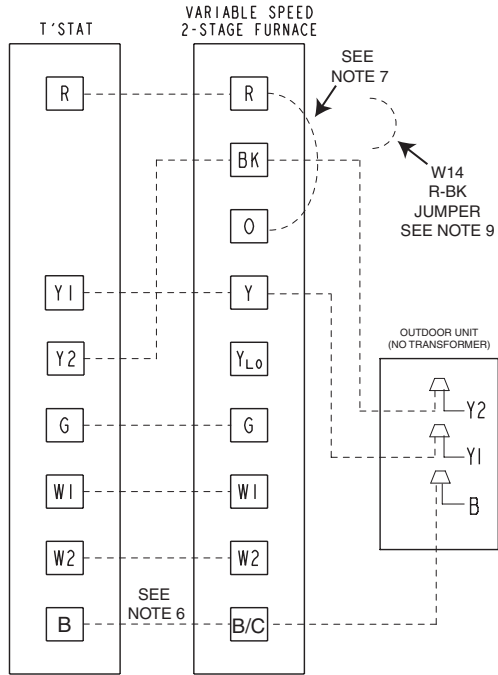 T'STAT
VARIABLE SPEED
2-STAGE FURNACE
SEE
NOTE 7
R
R
BK
W14
R-BK
JUMPER
SEE NOTE 9
O
Y1
Y
OUTDOOR UNIT
(NO TRANSFORMER)
Y2
YLO
Y2
G
G
Y1
W1
W1
B
W2
W2
SEE
NOTE 6
B
B/C